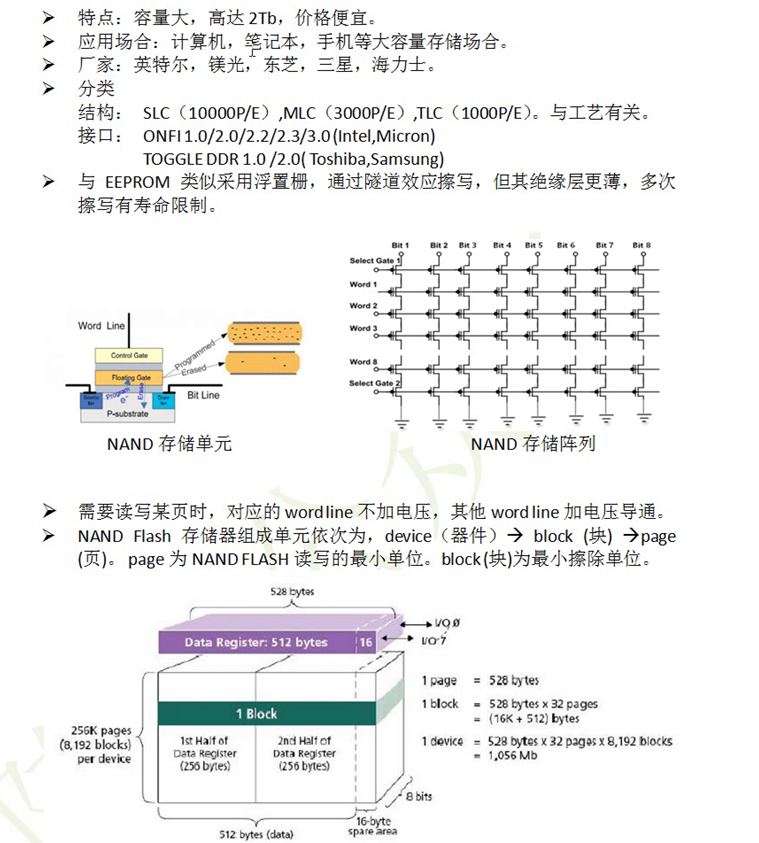 ➢ 特点：容量大，高达 2Tb，价格便宜。
➢ 应用场合：计算机，笔记本，手机等大容量存储场合。
➢ 厂家：英特尔，镁光，东芝，三星，海力士。
➢ 分类
结构： SLC（10000P/E）,MLC（3000P/E）,TLC（1000P/E）。与工艺有关。
接口： ONFI 1.0/2.0/2.2/2.3/3.0(Intel,Micron)
TOGGLE DDR 1.0 /2.0( Toshiba,Samsung)
➢ 与 EEPROM 类似采用浮置栅，通过隧道效应擦写，但其绝缘层更薄，多次
擦写有寿命限制。
Bit 1 Bit 2 Bit 3 Bit 4 Bit 5 Bit 6 Bit 7 Bit 8
Select Gate 1
Word 1
Word 2
Word 3
Word 8
Select Gate 2
Word Line
Control Gate
Floating Gate
Programmed
Erased
Program
Erase
e-
Source
N+
Drain
N+
Bit Line
P-substrate
NAND 存储单元
NAND 存储阵列
➢ 需要读写某页时，对应的 word line 不加电压，其他 word line 加电压导通。
➢ NAND Flash 存储器组成单元依次为，device（器件）→ block (块) →page
(页)。page 为 NAND FLASH 读写的最小单位。block(块)为最小擦除单位。
528 bytes
I/O 0
I/O 7
Data Register: 512 bytes 16
1 Block
256K pages
(8,192 blocks)
per device
1st Half of
Data Register
(256 bytes)
2nd Half of
Data Register
(256 bytes)
8 bits
512 bytes (data)
16-byte
spare area
1 page = 528 bytes
1 block = 528 bytes x 32 pages
= (16K + 512) bytes
1 device = 528 bytes x 32 pages x 8,192 blocks
= 1,056 Mb